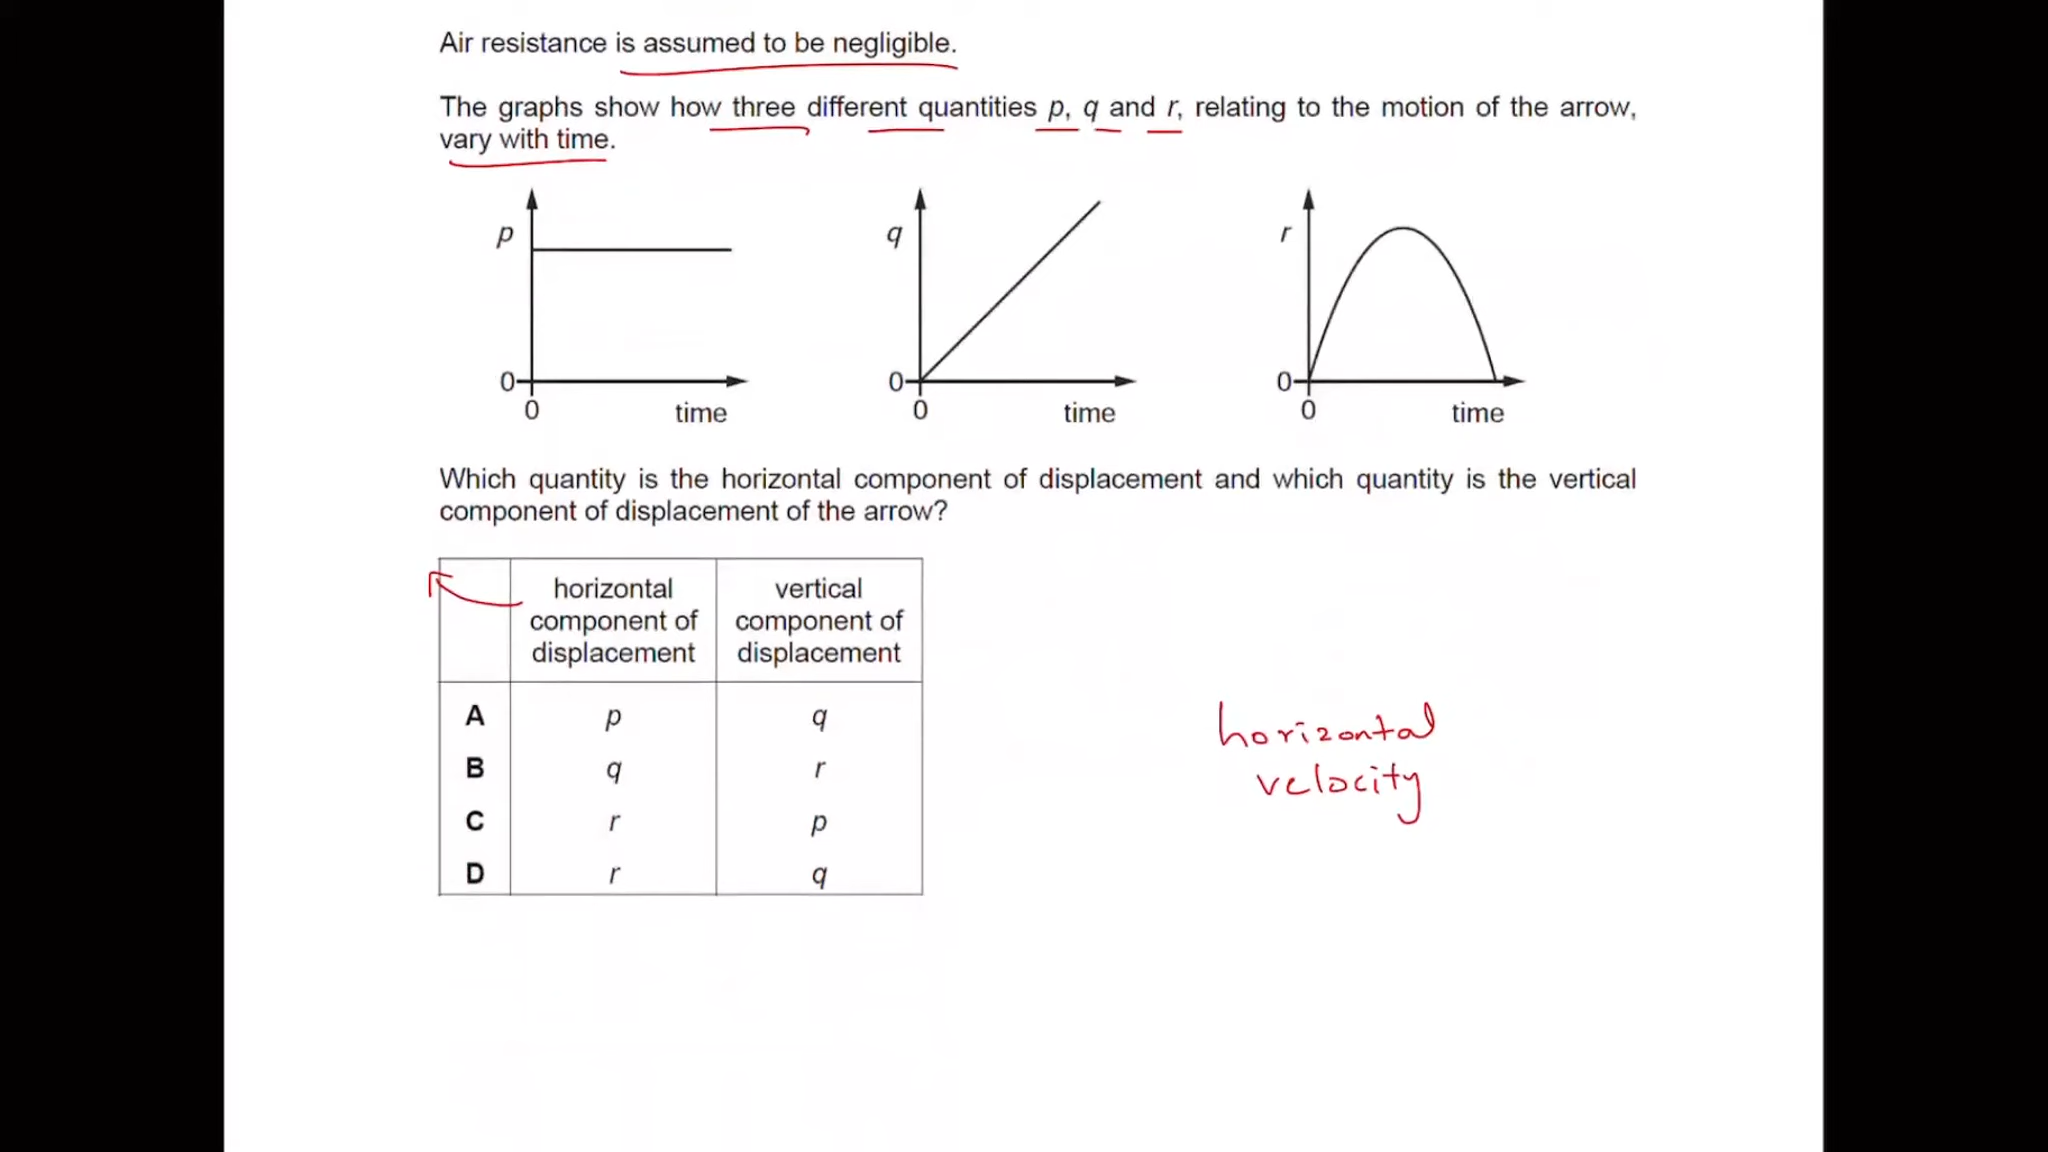 Air resistance is assumed to be negligible.
The graphs show how three different quantities p, q and r, relating to the motion of the arrow,
vary with time.
p
0
0
time
q
0
0
time
r
0
0
time
Which quantity is the horizontal component of displacement and which quantity is the vertical
component of displacement of the arrow?
horizontal
component of
displacement
vertical
component of
displacement
A p q
B q r
C r p
D r q
horizontal
velocity